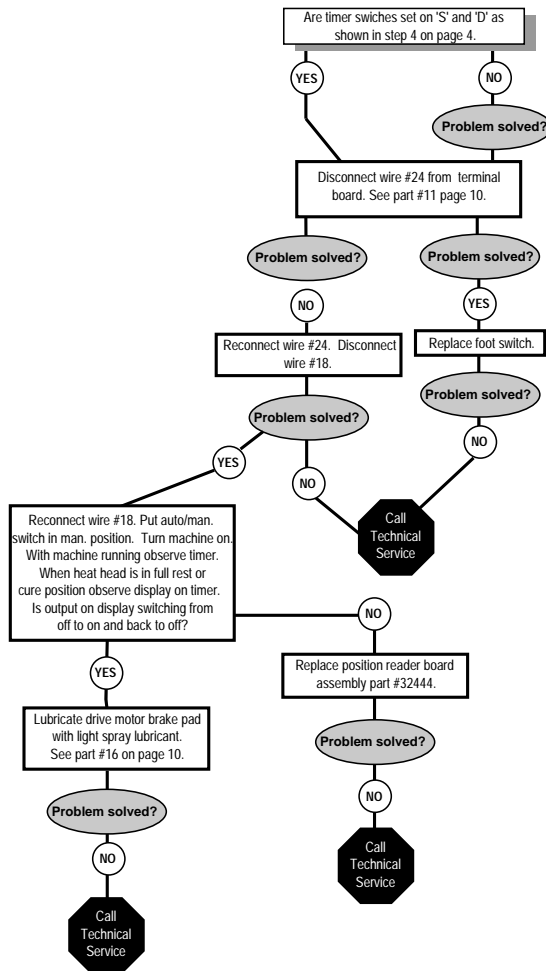 Are timer swiches set on 'S' and 'D' as
shown in step 4 on page 4.
YES
NO
Problem solved?
Disconnect wire #24 from terminal
board. See part #11 page 10.
Problem solved?
Problem solved?
NO
YES
Reconnect wire #24. Disconnect
wire #18.
Replace foot switch.
Problem solved?
Problem solved?
YES
NO
NO
Call
Technical
Service
Reconnect wire #18. Put auto/man.
switch in man. position. Turn machine on.
With machine running observe timer.
When heat head is in full rest or
cure position observe display on timer.
Is output on display switching from
off to on and back to off?
NO
YES
Replace position reader board
assembly part #32444.
Lubricate drive motor brake pad
with light spray lubricant.
See part #16 on page 10.
Problem solved?
Problem solved?
NO
NO
Call
Technical
Service
Call
Technical
Service